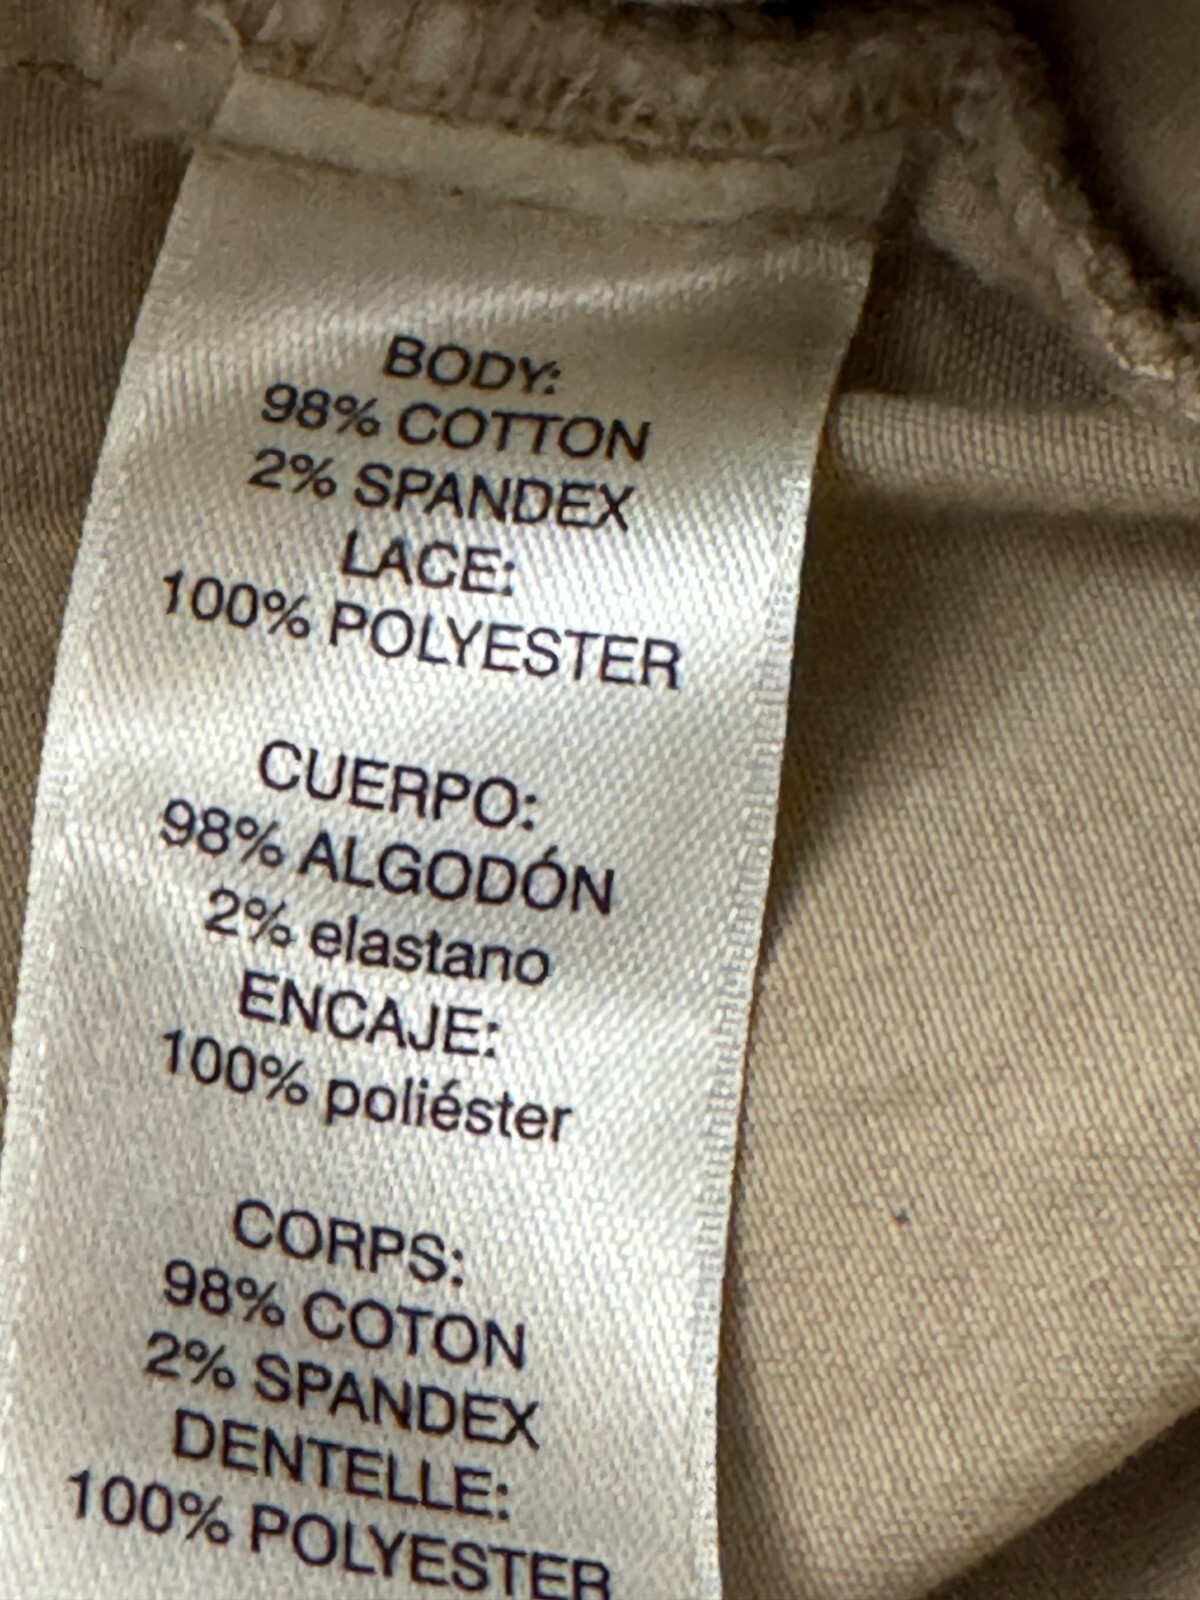 BODY:
98% COTTON
2% SPANDEX
LACE:
100% POLYESTER
CUERPO:
98% ALGODÓN
2% elastano
ENCAJE:
100% poliéster
CORPS:
98% COTON
2% SPANDEX
DENTELLE:
100% POLYESTER